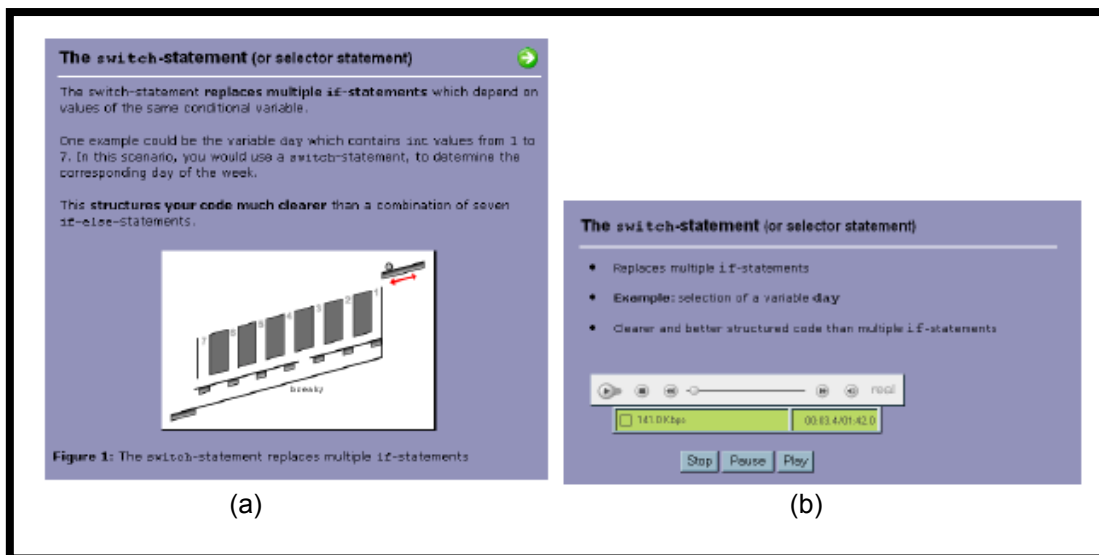 The switch-statement (or selector statement)
The switch-statement replaces multiple if-statements which depend on
values of the same conditional variable.
One example could be the variable day which contains int values from 1 to
7. In this scenario, you would use a switch-statement, to determine the
corresponding day of the week.
This structures your code much clearer than a combination of seven
if-else-statements.
7 6 5 4 3 2 1
break;
Figure 1: The switch-statement replaces multiple if-statements
(a)
The switch-statement (or selector statement)
Replaces multiple if-statements
Example: selection of a variable day
Clearer and better structured code than multiple if-statements
real
141.0 Kbps 00:03.4/01:42.0
Stop Pause Play
(b)